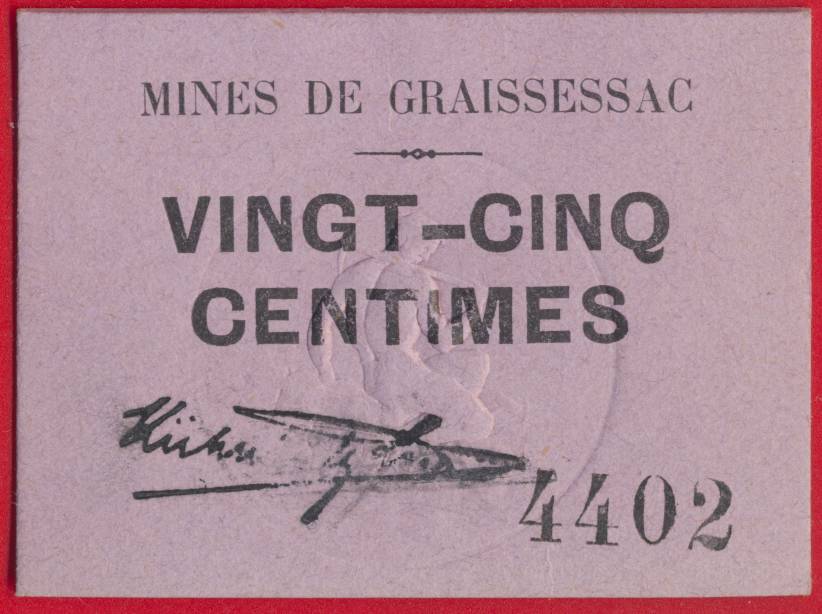 MINES DE GRAISSESSAC
VINGT-CINQ
CENTIMES
4402